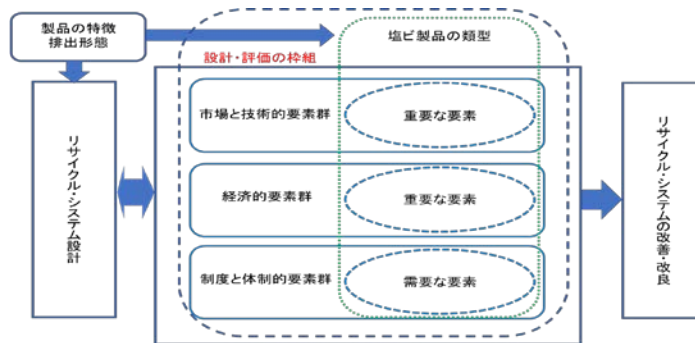 製品の特徴
排出形態
塩ビ製品の類型
設計・評価の枠組
市場と技術的要素群
重要な要素
経済的要素群
重要な要素
制度と体制的要素群
需要な要素
リサイクル・システム設計
リサイクル・システムの改善・改良